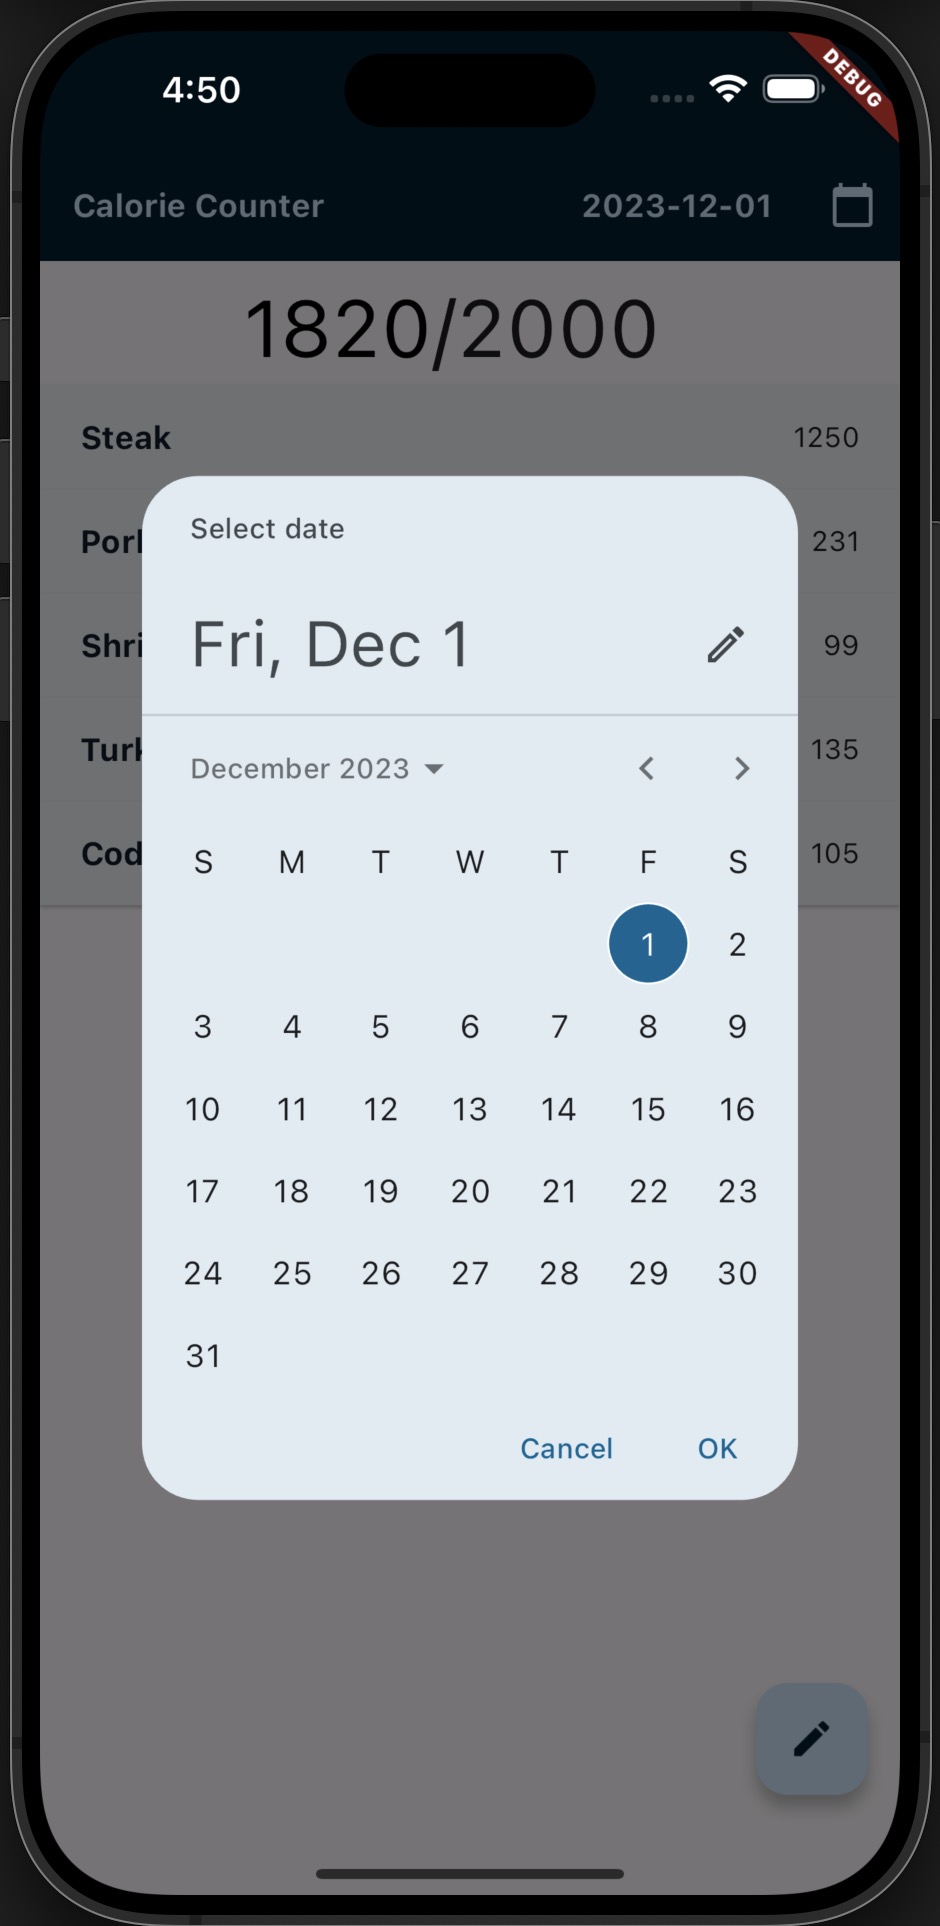 4:50
DEBUG
Calorie Counter 2023-12-01
1820/2000
Steak 1250
231
99
135
Cod 105
Select date
Fri, Dec 1
December 2023
S M T W T F S
1 2
3 4 5 6 7 8 9
10 11 12 13 14 15 16
17 18 19 20 21 22 23
24 25 26 27 28 29 30
31
Cancel OK